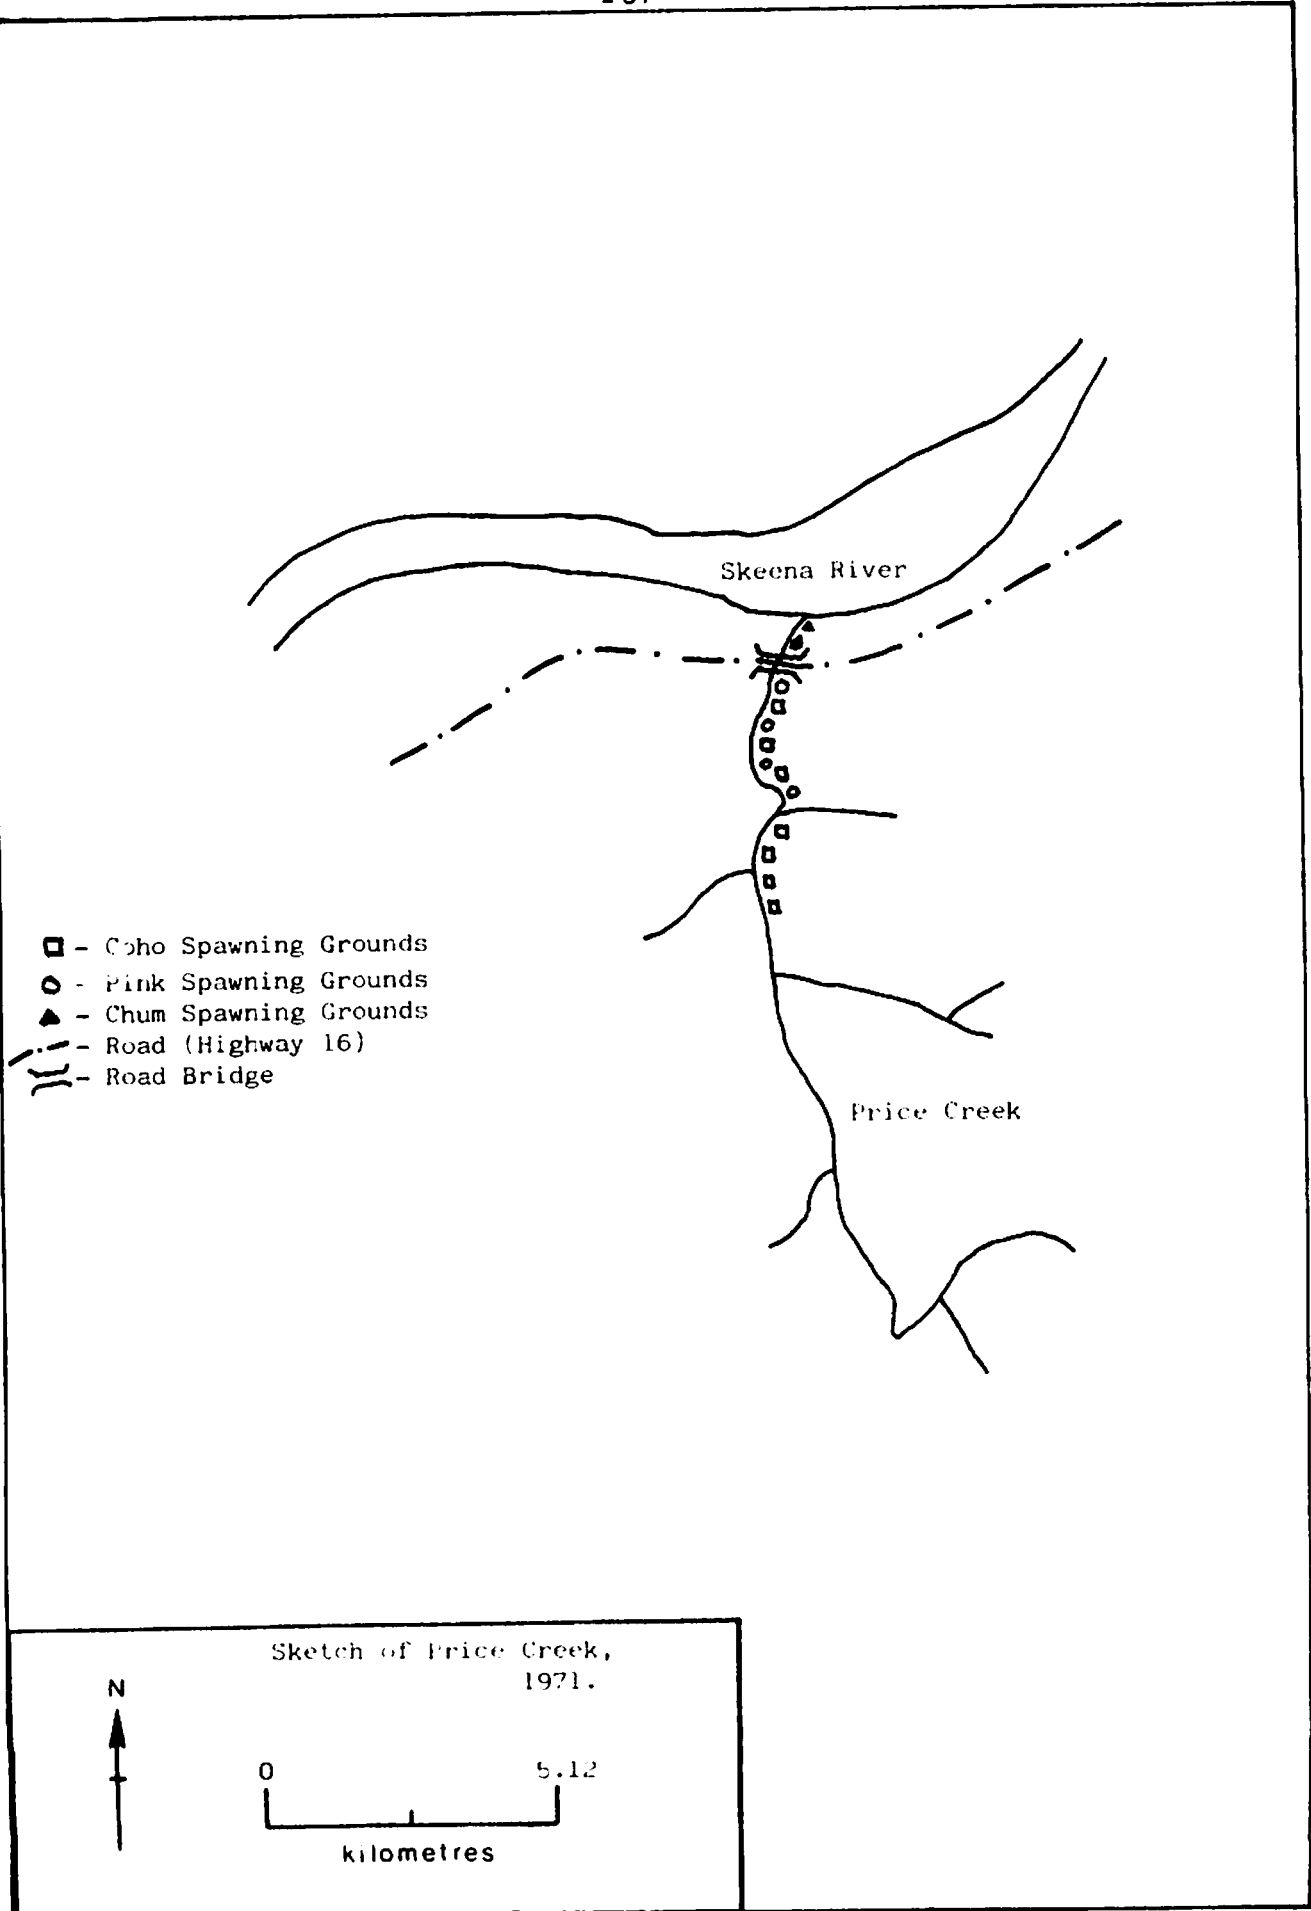 Skeena River
Coho Spawning Grounds
Pink Spawning Grounds
Chum Spawning Grounds
Road (Highway 16)
Road Bridge
Price Creek
Sketch of Price Creek,
1971.
N
0 5.12
kilometres